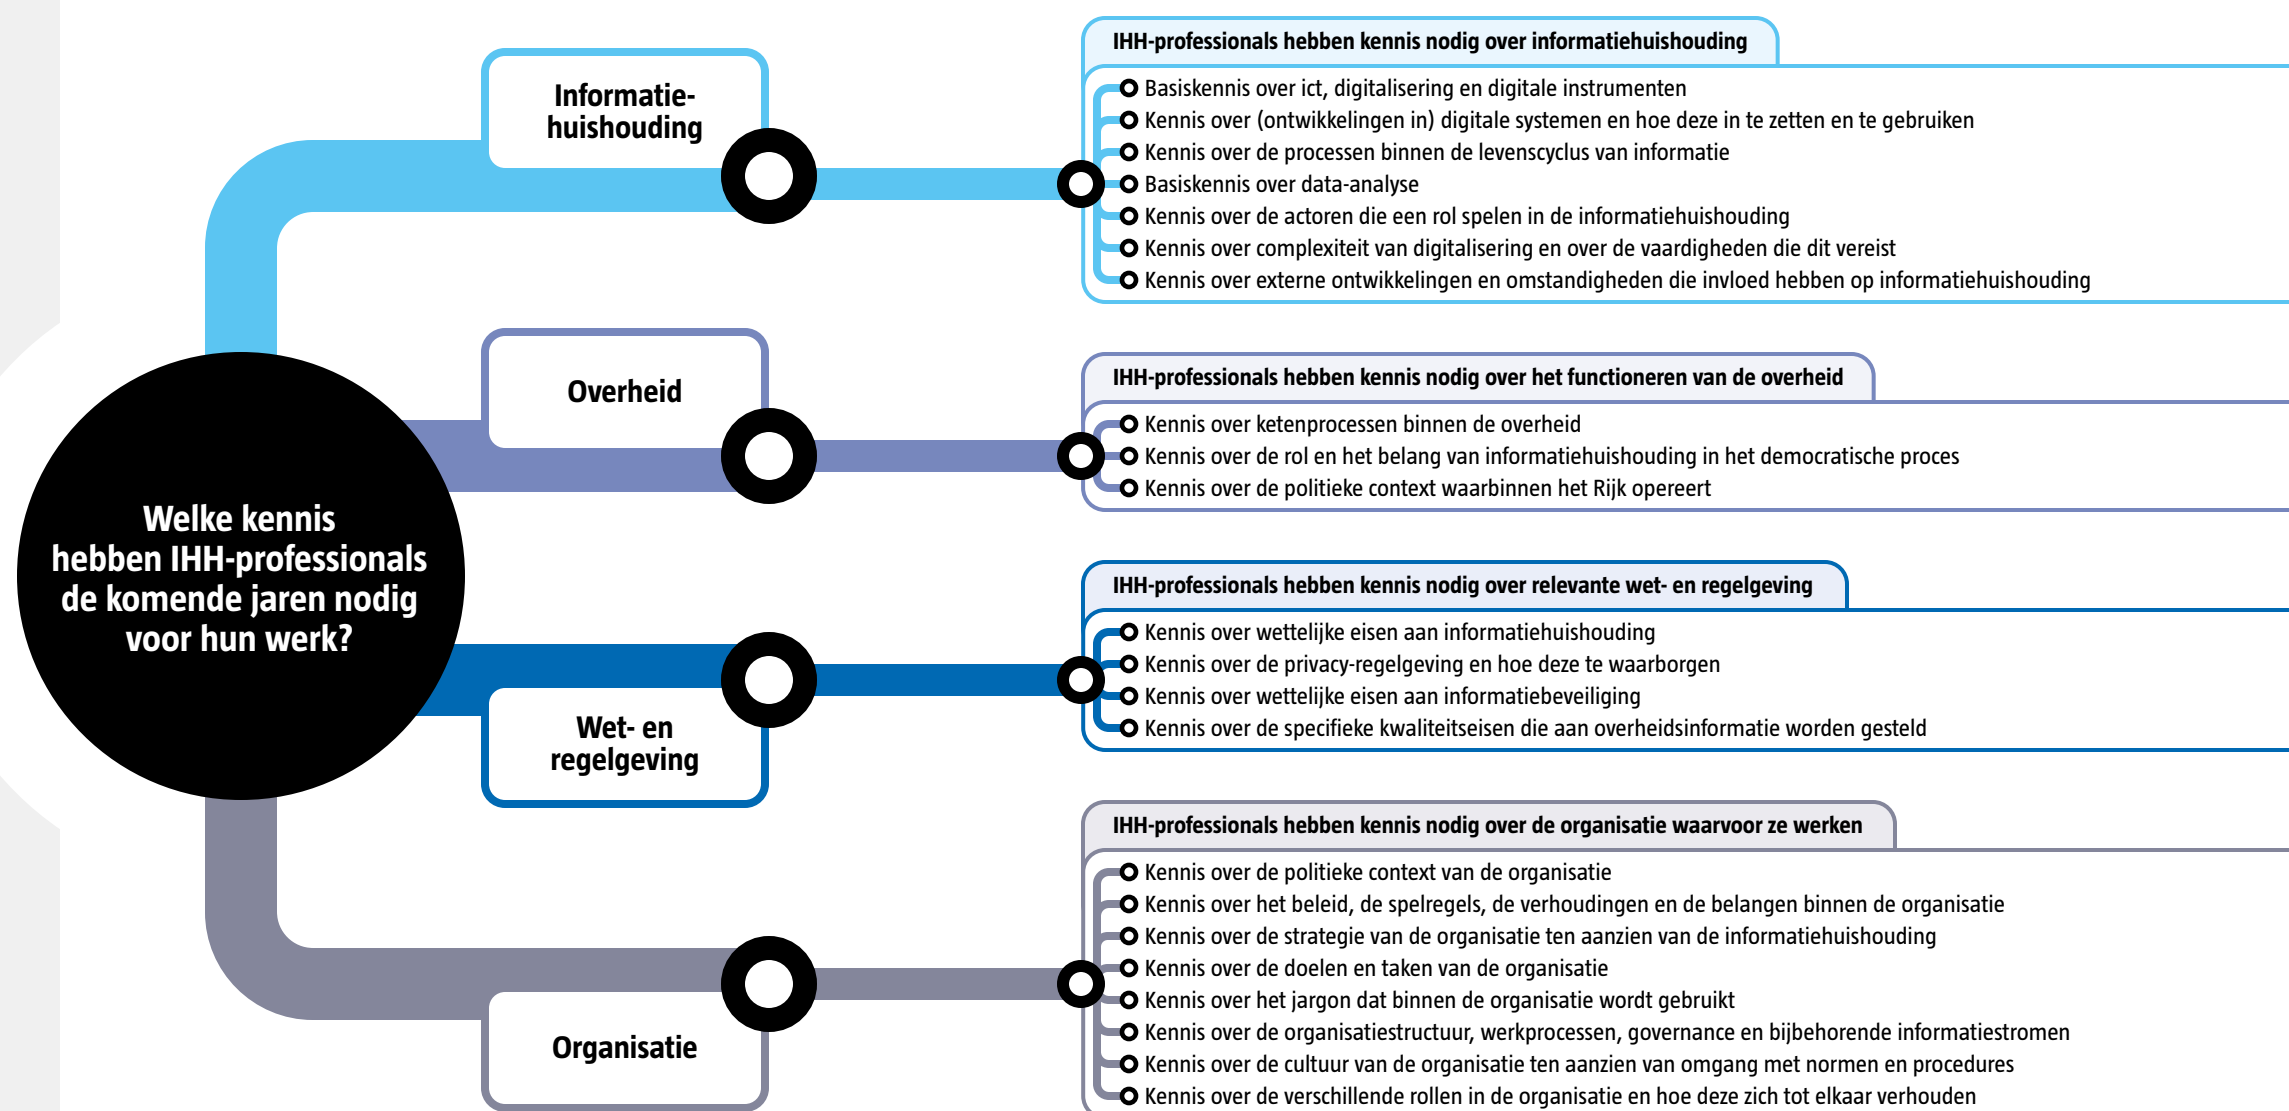 Welke kennis
hebben IHH-professionals
de komende jaren nodig
voor hun werk?
Informatie-
huishouding
IHH-professionals hebben kennis nodig over informatiehuishouding
Basiskennis over ict, digitalisering en digitale instrumenten
Kennis over (ontwikkelingen in) digitale systemen en hoe deze in te zetten en te gebruiken
Kennis over de processen binnen de levenscyclus van informatie
Basiskennis over data-analyse
Kennis over de actoren die een rol spelen in de informatiehuishouding
Kennis over complexiteit van digitalisering en over de vaardigheden die dit vereist
Kennis over externe ontwikkelingen en omstandigheden die invloed hebben op informatiehuishouding
Overheid
IHH-professionals hebben kennis nodig over het functioneren van de overheid
Kennis over ketenprocessen binnen de overheid
Kennis over de rol en het belang van informatiehuishouding in het democratische proces
Kennis over de politieke context waarbinnen het Rijk opereert
Wet- en
regelgeving
IHH-professionals hebben kennis nodig over relevante wet- en regelgeving
Kennis over wettelijke eisen aan informatiehuishouding
Kennis over de privacy-regelgeving en hoe deze te waarborgen
Kennis over wettelijke eisen aan informatiebeveiliging
Kennis over de specifieke kwaliteitseisen die aan overheidsinformatie worden gesteld
Organisatie
IHH-professionals hebben kennis nodig over de organisatie waarvoor ze werken
Kennis over de politieke context van de organisatie
Kennis over het beleid, de spelregels, de verhoudingen en de belangen binnen de organisatie
Kennis over de strategie van de organisatie ten aanzien van de informatiehuishouding
Kennis over de doelen en taken van de organisatie
Kennis over het jargon dat binnen de organisatie wordt gebruikt
Kennis over de organisatiestructuur, werkprocessen, governance en bijbehorende informatiestromen
Kennis over de cultuur van de organisatie ten aanzien van omgang met normen en procedures
Kennis over de verschillende rollen in de organisatie en hoe deze zich tot elkaar verhouden